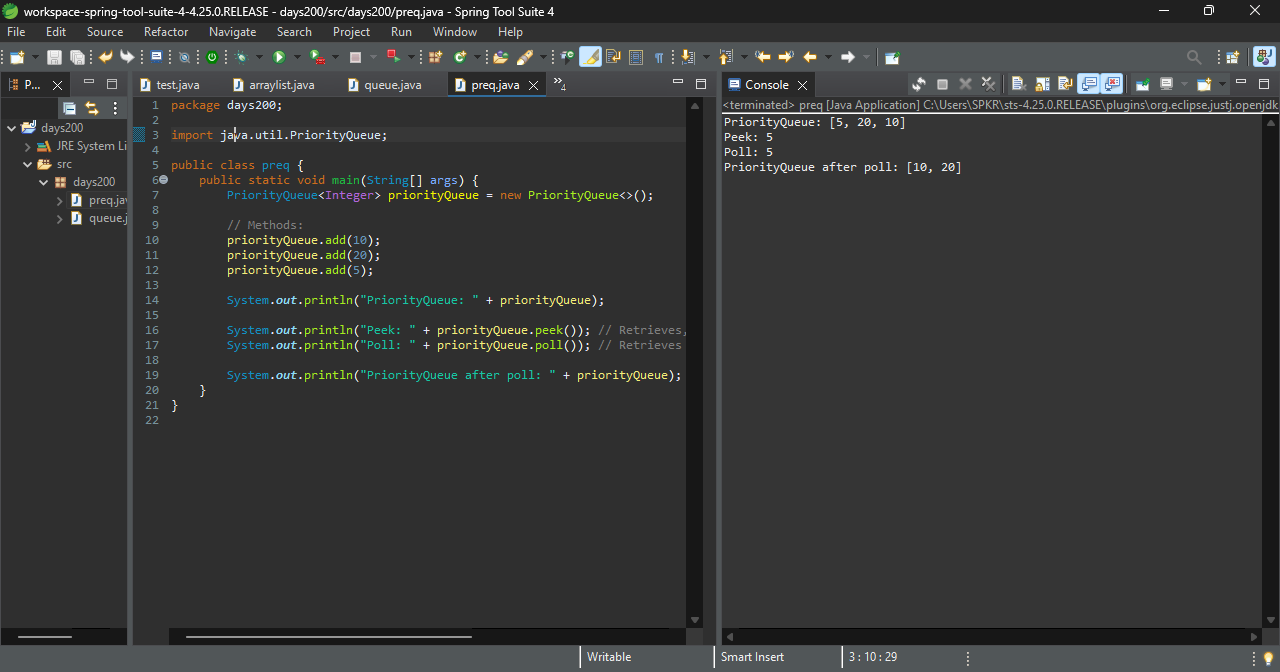 workspace-spring-tool-suite-4-4.25.0.RELEASE - days200/src/days200/preq.java - Spring Tool Suite 4
File Edit Source Refactor Navigate Search Project Run Window Help
P... test.java arraylist.java queue.java preq.java »4 Console
<terminated> preq [Java Application] C:\Users\SPKR\sts-4.25.0.RELEASE\plugins\org.eclipse.justj.openjdk
days200
JRE System Li
src
days200
preq.jav
queue.j
1 package days200;
2
3 import java.util.PriorityQueue;
4
5 public class preq {
6 public static void main(String[] args) {
7 PriorityQueue<Integer> priorityQueue = new PriorityQueue<>();
8
9 // Methods:
10 priorityQueue.add(10);
11 priorityQueue.add(20);
12 priorityQueue.add(5);
13
14 System.out.println("PriorityQueue: " + priorityQueue);
15
16 System.out.println("Peek: " + priorityQueue.peek()); // Retrieves,
17 System.out.println("Poll: " + priorityQueue.poll()); // Retrieves
18
19 System.out.println("PriorityQueue after poll: " + priorityQueue);
20 }
21 }
22
PriorityQueue: [5, 20, 10]
Peek: 5
Poll: 5
PriorityQueue after poll: [10, 20]
Writable Smart Insert 3 : 10 : 29